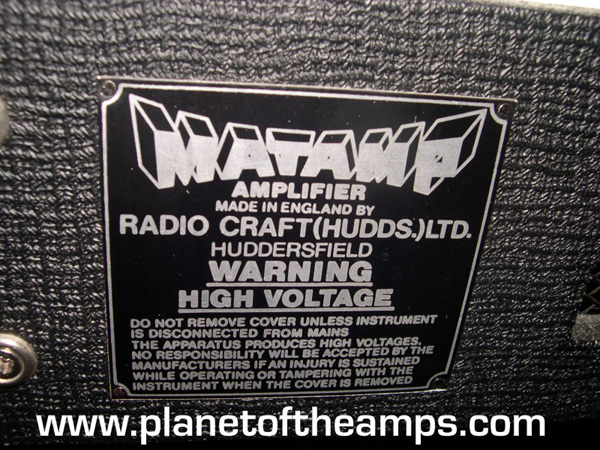 MATAMP
AMPLIFIER
MADE IN ENGLAND BY
RADIO CRAFT(HUDDS.)LTD.
HUDDERSFIELD
WARNING
HIGH VOLTAGE
DO NOT REMOVE COVER UNLESS INSTRUMENT
IS DISCONNECTED FROM MAINS
THE APPARATUS PRODUCES HIGH VOLTAGES.
NO RESPONSIBILITY WILL BE ACCEPTED BY THE
MANUFACTURERS IF AN INJURY IS SUSTAINED
WHILE OPERATING OR TAMPERING WITH THE
INSTRUMENT WHEN THE COVER IS REMOVED
www.planetoftheamps.com